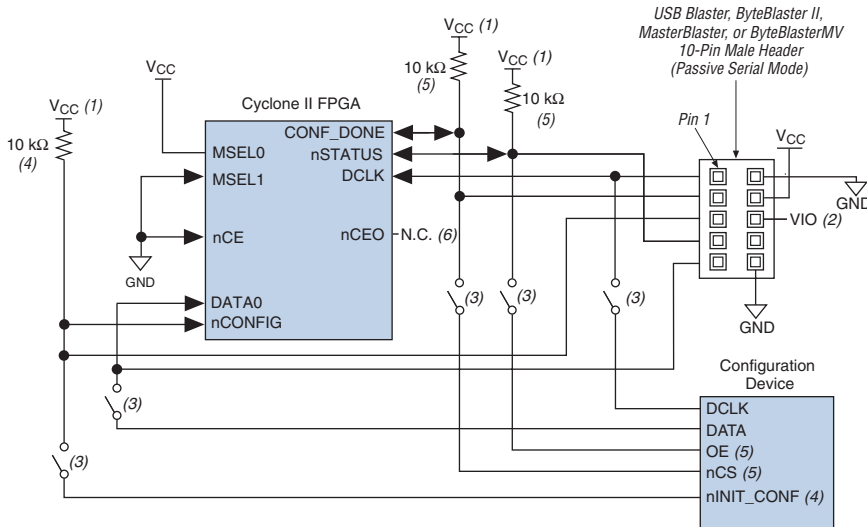 USB Blaster, ByteBlaster II,
MasterBlaster, or ByteBlasterMV
10-Pin Male Header
(Passive Serial Mode)
VCC (1)
VCC (1)
10 kΩ
(5)
10 kΩ
(5)
VCC
VCC (1)
10 kΩ
(4)
Cyclone II FPGA
CONF_DONE
nSTATUS
DCLK
MSEL0
MSEL1
nCE
nCEO
N.C. (6)
GND
DATA0
nCONFIG
Pin 1
VCC
GND
VIO (2)
GND
(3)
(3)
(3)
(3)
(3)
Configuration
Device
DCLK
DATA
OE (5)
nCS (5)
nINIT_CONF (4)